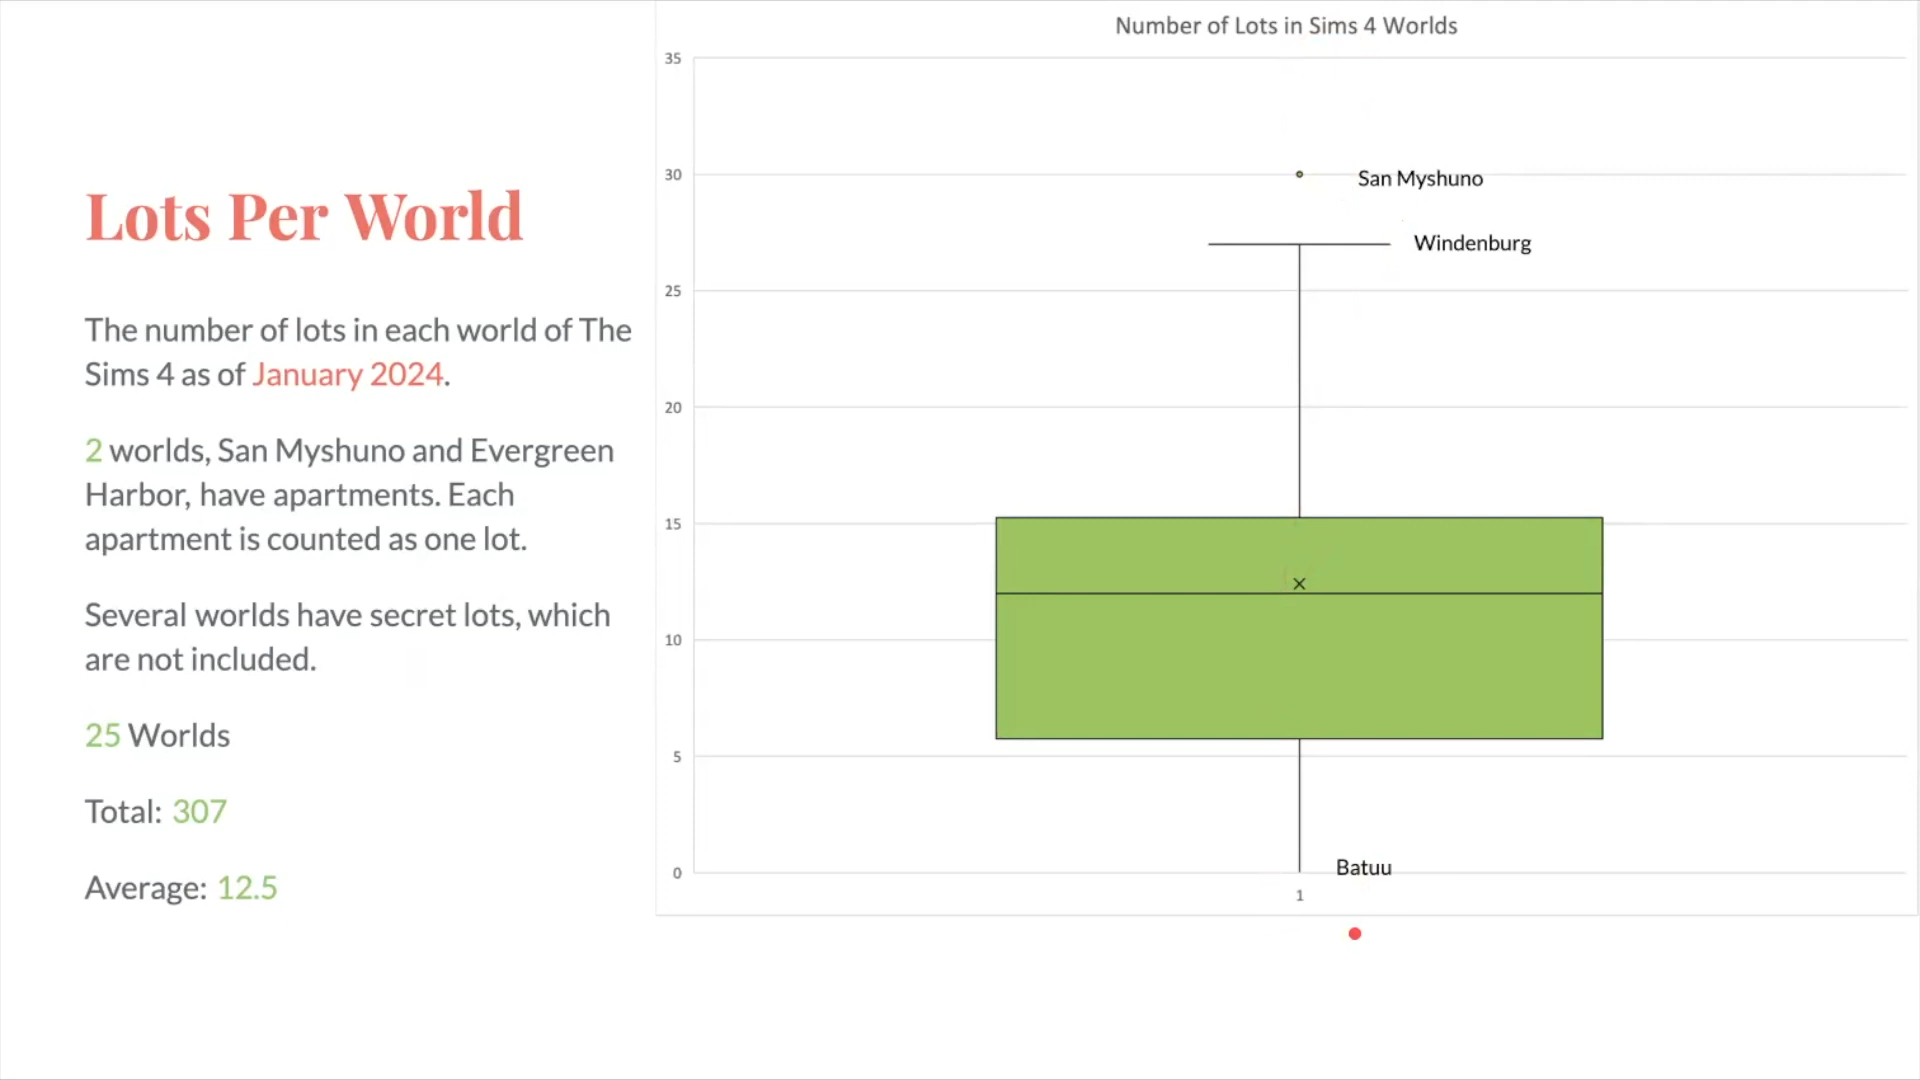 Lots Per World
The number of lots in each world of The
Sims 4 as of January 2024.
2 worlds, San Myshuno and Evergreen
Harbor, have apartments. Each
apartment is counted as one lot.
Several worlds have secret lots, which
are not included.
25 Worlds
Total: 307
Average: 12.5
Number of Lots in Sims 4 Worlds
35
30
25
20
15
10
5
0
San Myshuno
Windenburg
Batuu
1